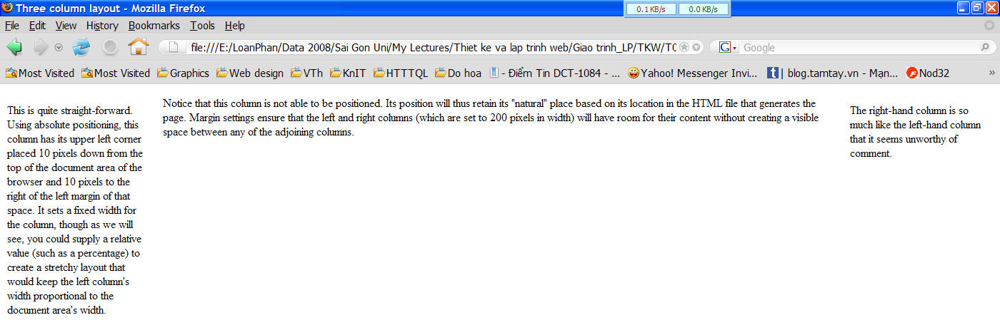 Three column layout - Mozilla Firefox
0.1 KB/s 0.0 KB/s
File Edit View History Bookmarks Tools Help
file:///E:/LoanPhan/Data 2008/Sai Gon Uni/My Lectures/Thiet ke va lap trinh web/Giao trinh_LP/TKW/T0
G Google
Most Visited Most Visited Graphics Web design VTh KnIT HTTTQL Do hoa - Điểm Tin DCT-1084 - ... Yahoo! Messenger Invi... | blog.tamtay.vn - Mạn... Nod32 »
This is quite straight-forward.
Using absolute positioning, this
column has its upper left corner
placed 10 pixels down from the
top of the document area of the
browser and 10 pixels to the
right of the left margin of that
space. It sets a fixed width for
the column, though as we will
see, you could supply a relative
value (such as a percentage) to
create a stretchy layout that
would keep the left column's
width proportional to the
document area's width.
Notice that this column is not able to be positioned. Its position will thus retain its "natural" place based on its location in the HTML file that generates the
page. Margin settings ensure that the left and right columns (which are set to 200 pixels in width) will have room for their content without creating a visible
space between any of the adjoining columns.
The right-hand column is so
much like the left-hand column
that it seems unworthy of
comment.